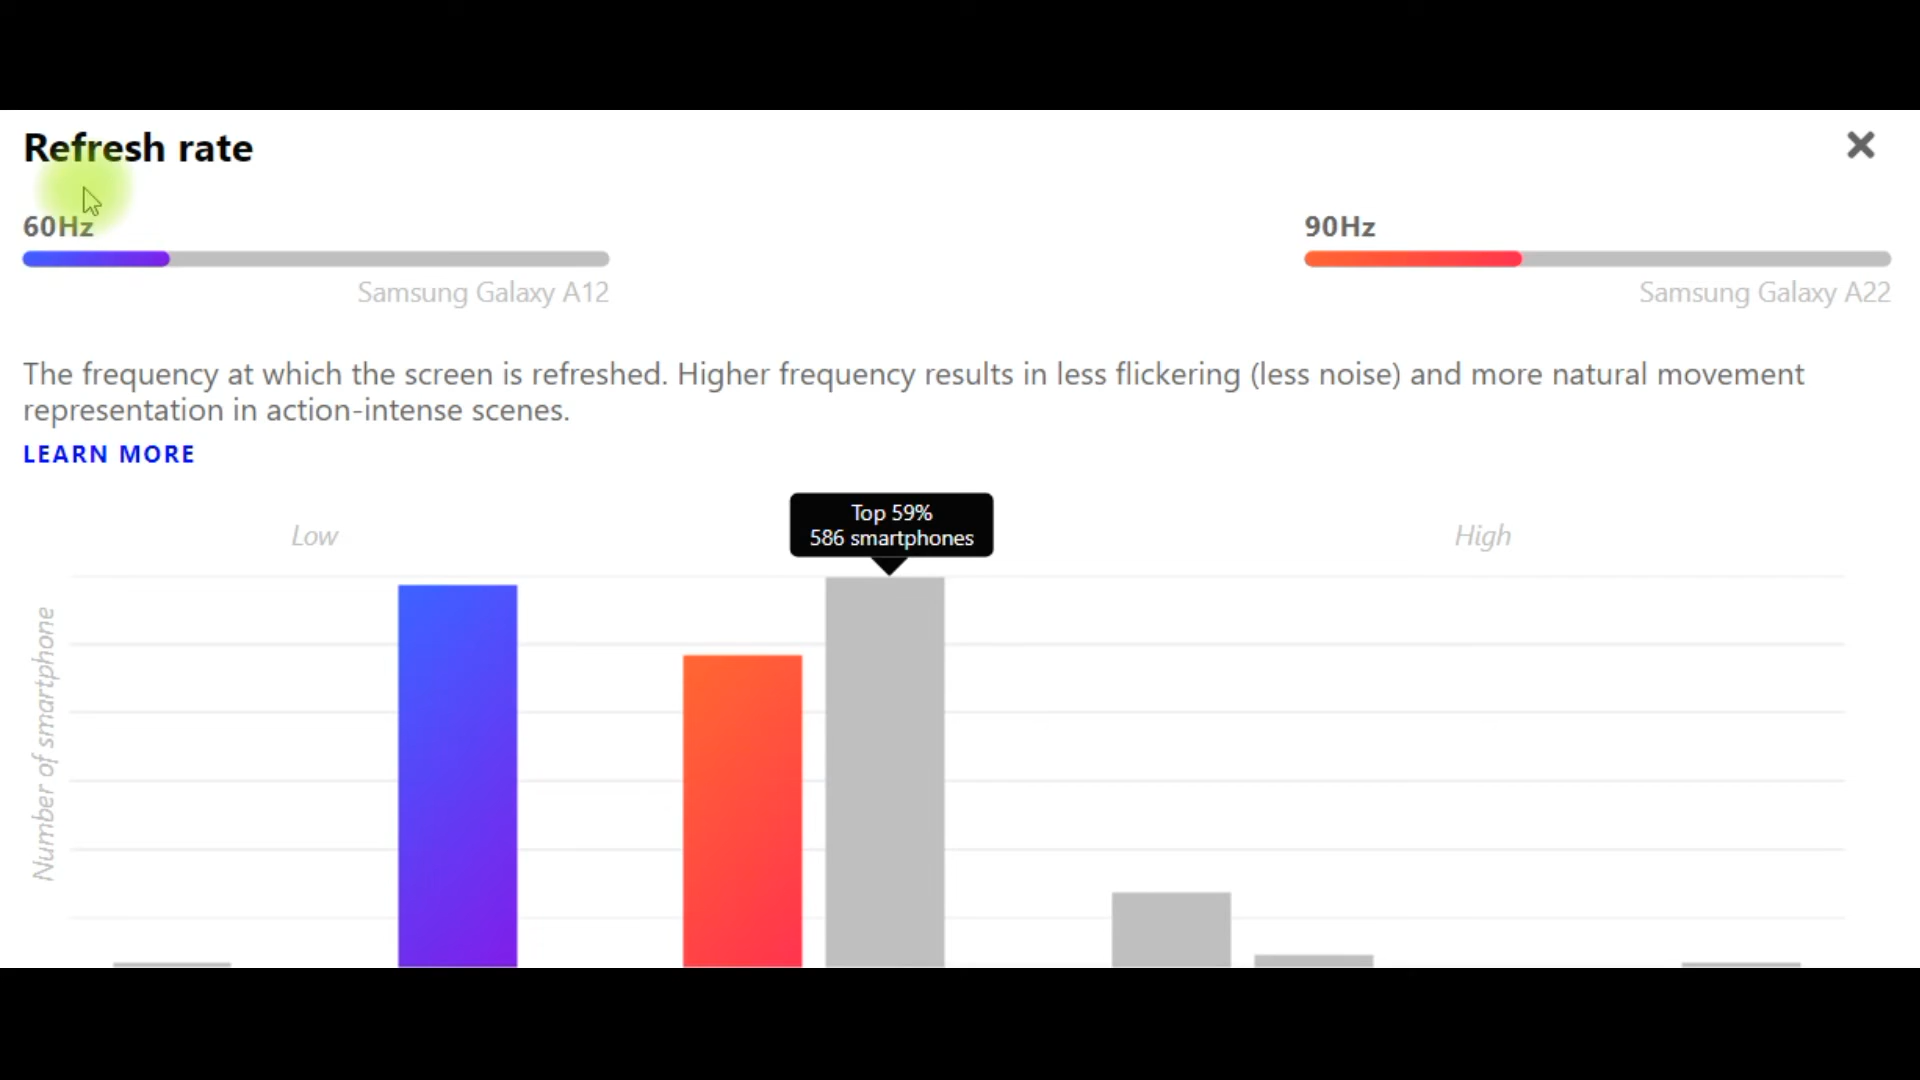 Refresh rate
60Hz
90Hz
Samsung Galaxy A12
Samsung Galaxy A22
The frequency at which the screen is refreshed. Higher frequency results in less flickering (less noise) and more natural movement
representation in action-intense scenes.
LEARN MORE
Top 59%
586 smartphones
Low
High
Number of smartphone